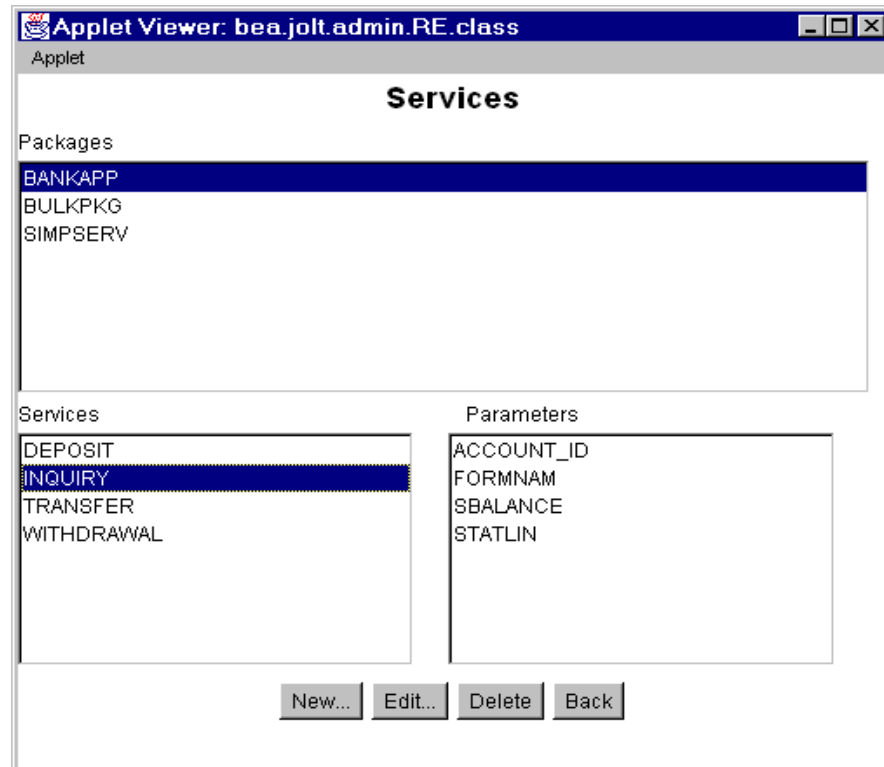 Applet Viewer: bea.jolt.admin.RE.class
Applet
Services
Packages
BANKAPP
BULKPKG
SIMPSERV
Services
DEPOSIT
INQUIRY
TRANSFER
WITHDRAWAL
Parameters
ACCOUNT_ID
FORMNAM
SBALANCE
STATLIN
New... Edit... Delete Back